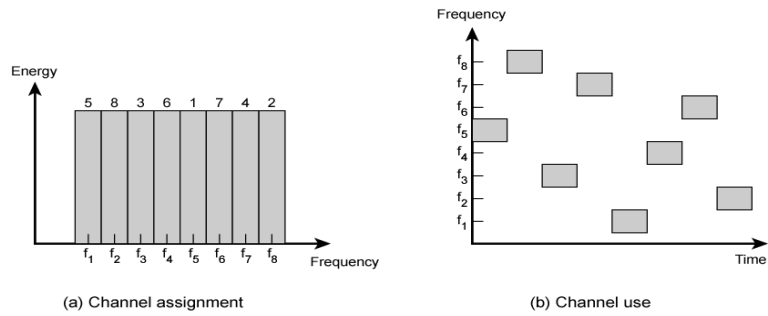 Energy
5 8 3 6 1 7 4 2
f1 f2 f3 f4 f5 f6 f7 f8
Frequency
(a) Channel assignment
Frequency
f8
f7
f6
f5
f4
f3
f2
f1
Time
(b) Channel use